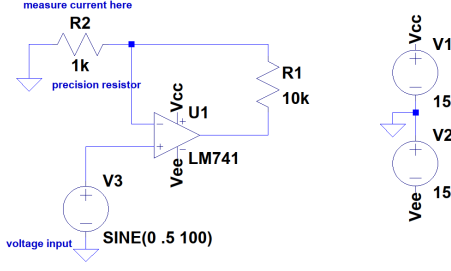 measure current here
R2
1k
precision resistor
R1
10k
Vcc
U1
LM741
Vee
V3
voltage input
SINE(0 .5 100)
Vcc
V1
15
V2
15
Vee